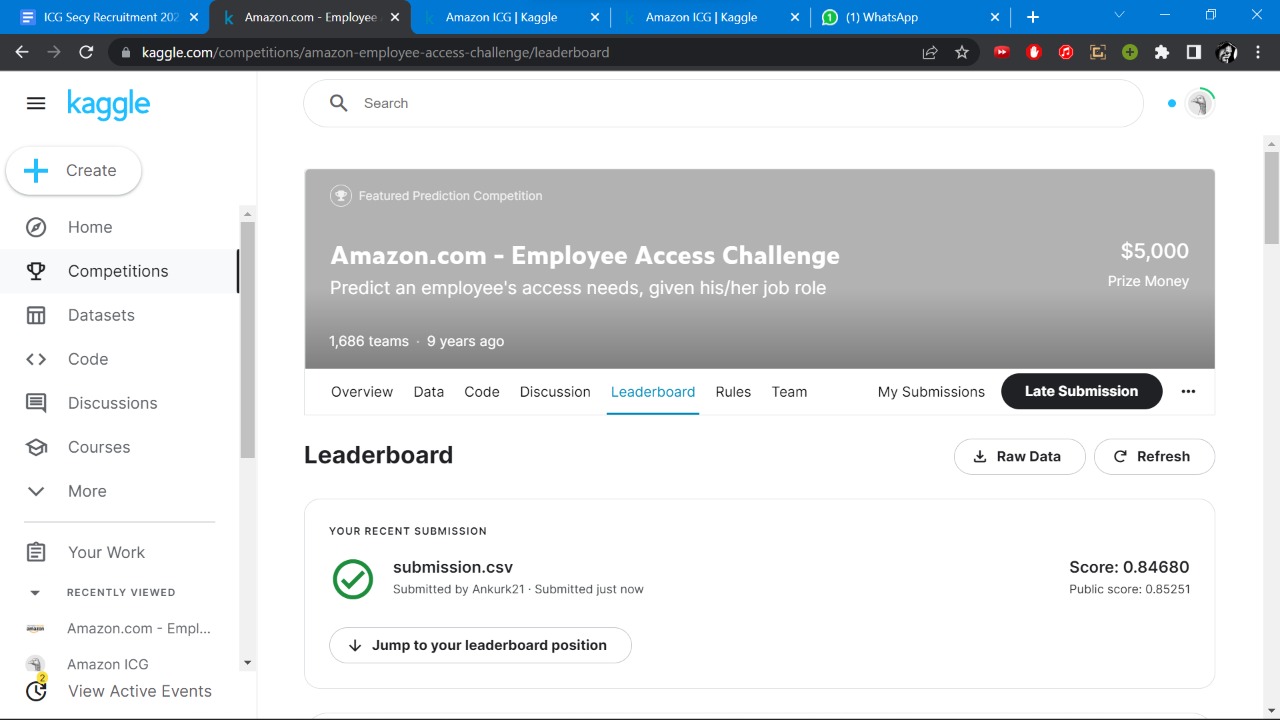 ICG Secy Recruitment 202
Amazon.com - Employee
Amazon ICG | Kaggle
Amazon ICG | Kaggle
(1) WhatsApp
kaggle.com/competitions/amazon-employee-access-challenge/leaderboard
kaggle
Search
Create
Home
Competitions
Datasets
Code
Discussions
Courses
More
Your Work
RECENTLY VIEWED
Amazon.com - Empl...
Amazon ICG
2
View Active Events
Featured Prediction Competition
Amazon.com - Employee Access Challenge
$5,000
Predict an employee's access needs, given his/her job role
Prize Money
1,686 teams · 9 years ago
Overview Data Code Discussion Leaderboard Rules Team My Submissions Late Submission
Leaderboard
Raw Data Refresh
YOUR RECENT SUBMISSION
submission.csv
Score: 0.84680
Submitted by Ankurk21 · Submitted just now
Public score: 0.85251
Jump to your leaderboard position